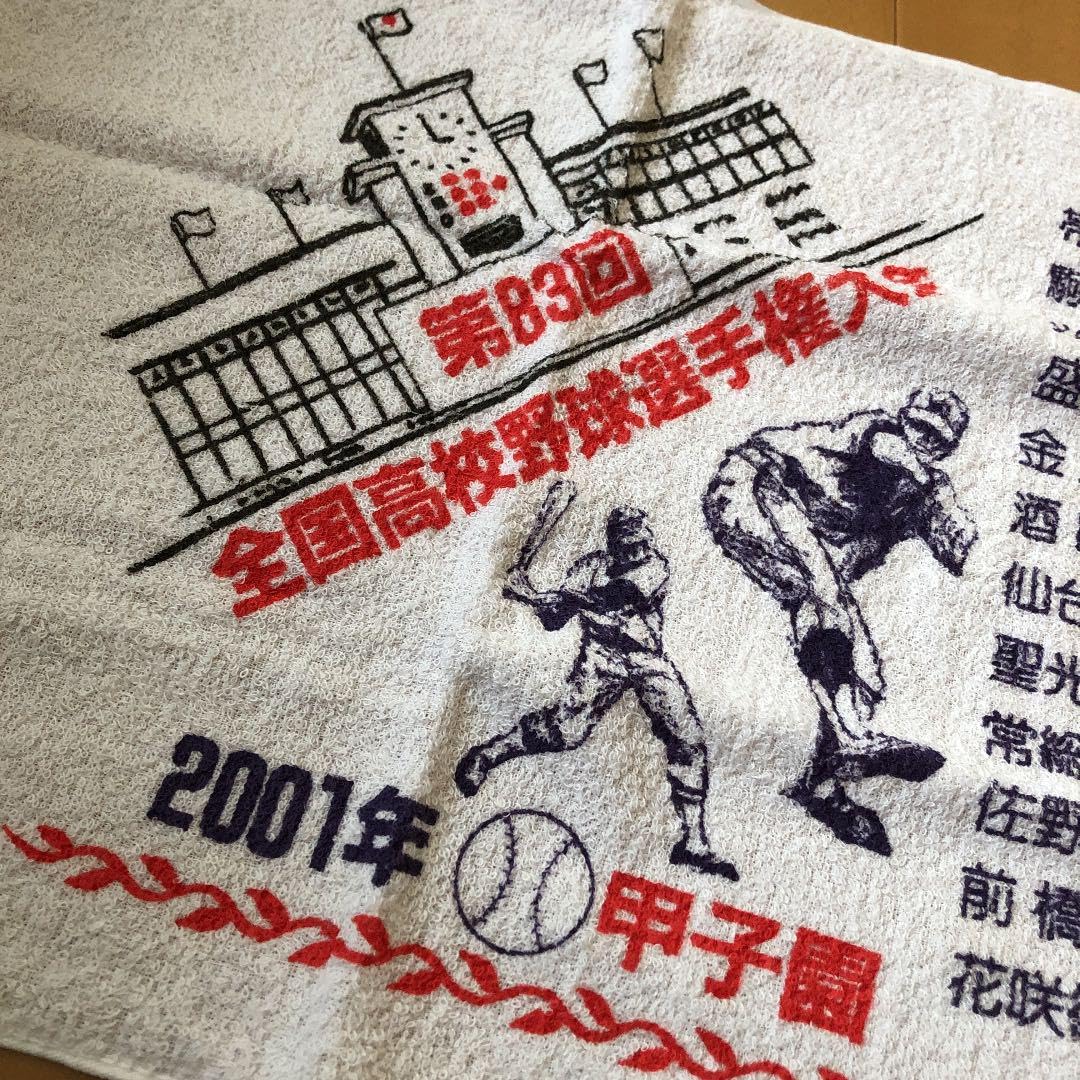 第83回
全国高校野球選手権大会
2001年
甲子園
駒
盛
金
酒
仙台
聖光
常総
佐野
前橋
花咲